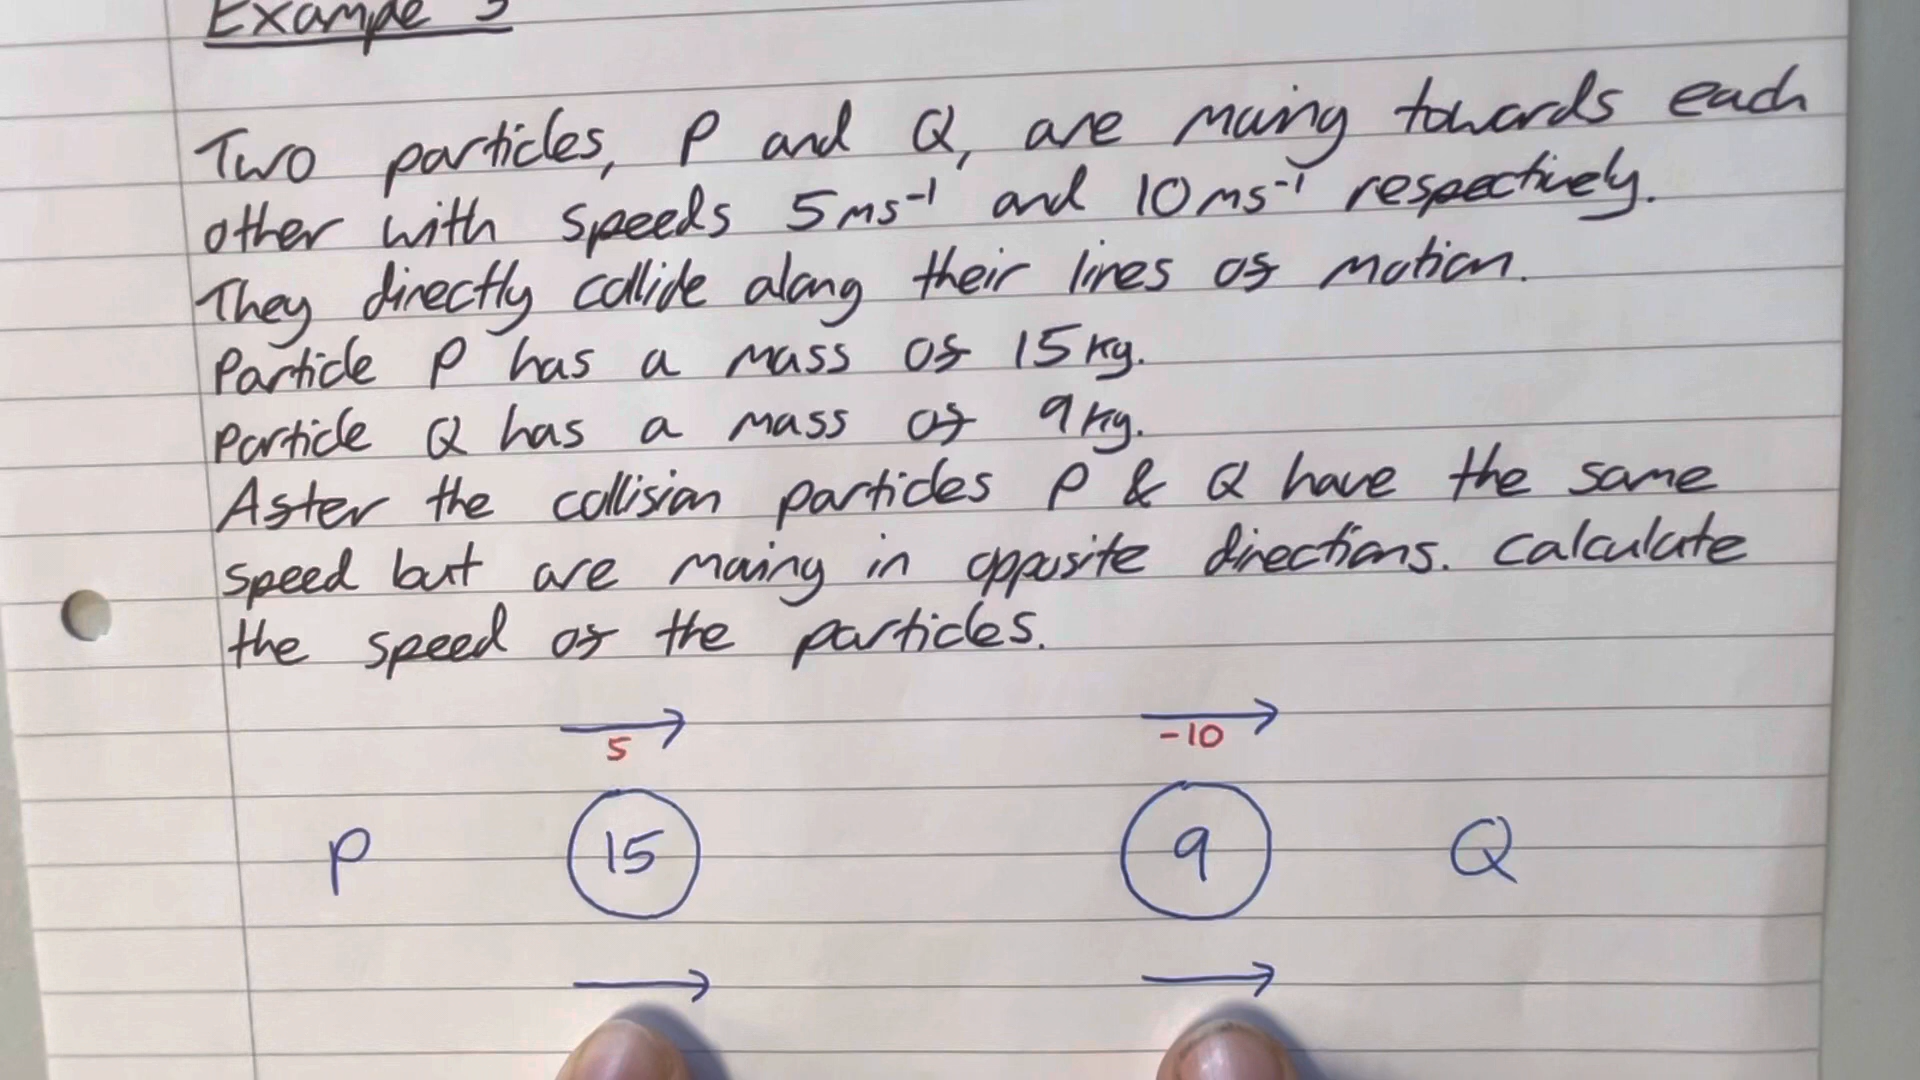 Example 3
Two particles, P and Q, are moving towards each
other with speeds 5ms⁻¹ and 10ms⁻¹ respectively.
They directly collide along their lines of motion.
Particle P has a mass of 15kg.
Particle Q has a mass of 9kg.
After the collision particles P & Q have the same
speed but are moving in opposite directions. Calculate
the speed of the particles.
5 -10
P 15 9 Q